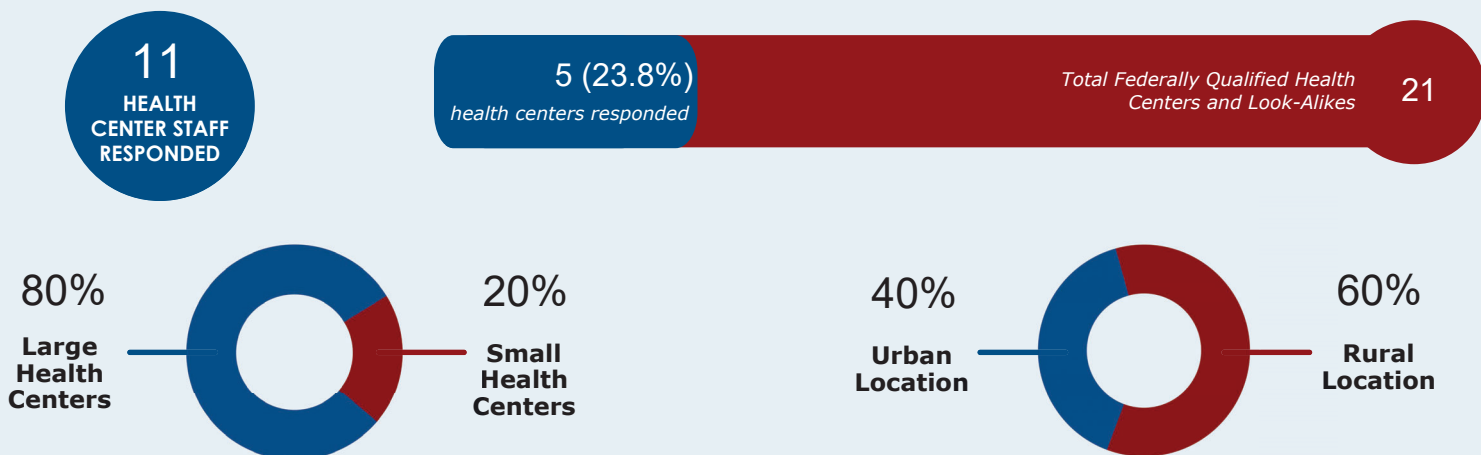 11
HEALTH
CENTER STAFF
RESPONDED
5 (23.8%)
health centers responded
Total Federally Qualified Health
Centers and Look-Alikes
21
80%
Large
Health
Centers
20%
Small
Health
Centers
40%
Urban
Location
60%
Rural
Location